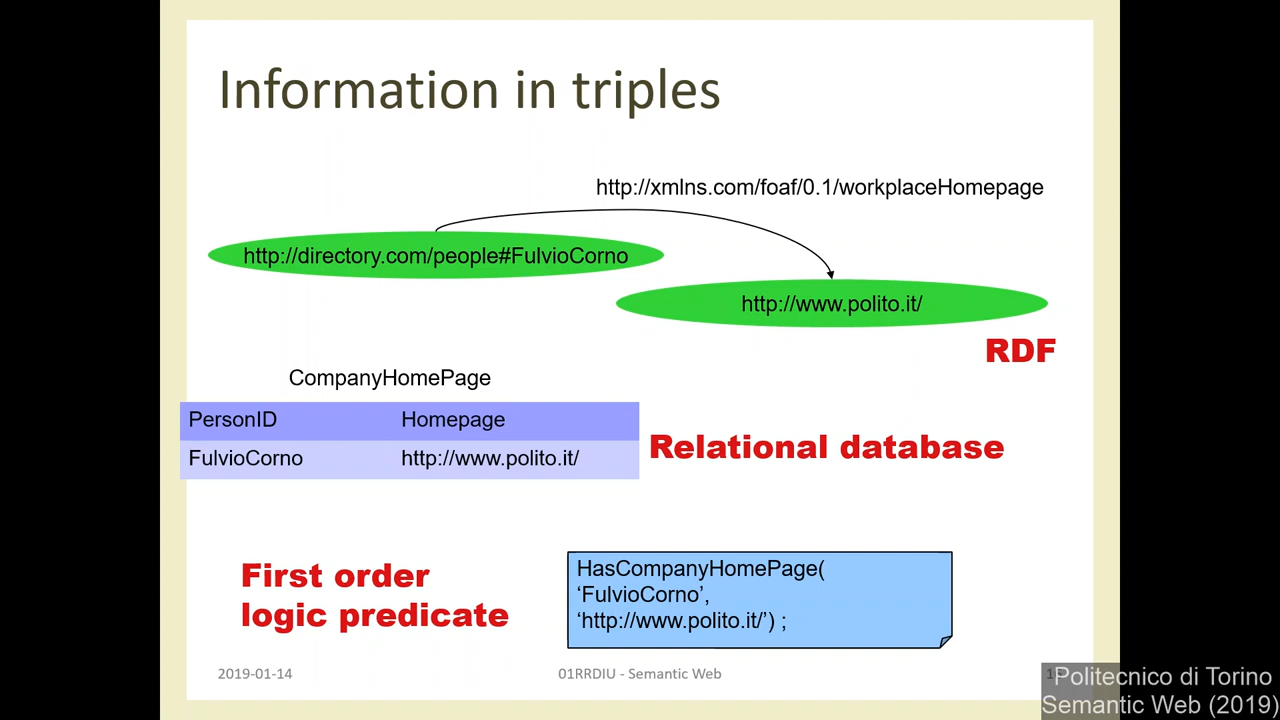 Information in triples
http://xmlns.com/foaf/0.1/workplaceHomepage
http://directory.com/people#FulvioCorno
http://www.polito.it/
RDF
CompanyHomePage
PersonID Homepage
FulvioCorno http://www.polito.it/
Relational database
First order
logic predicate
HasCompanyHomePage(
‘FulvioCorno’,
‘http://www.polito.it/’) ;
2019-01-14
01RRDIU - Semantic Web
Politecnico di Torino
Semantic Web (2019)